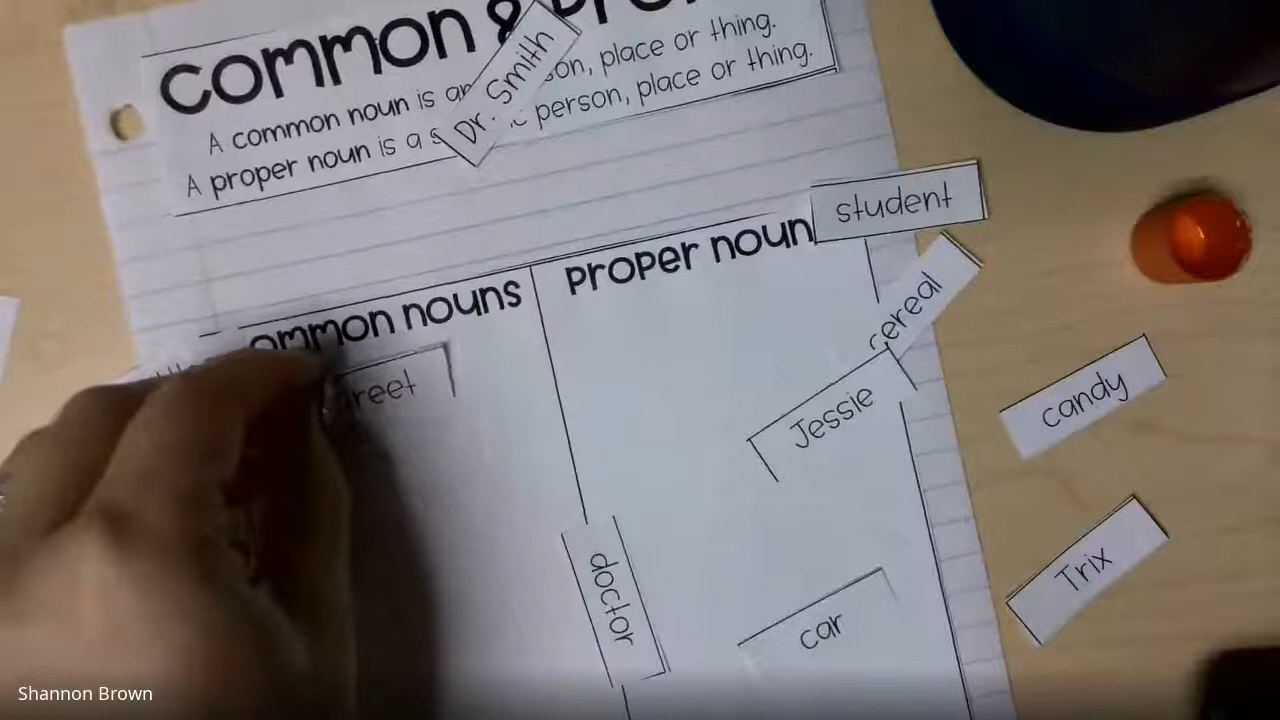 common &
Dr. Smith
A common noun is person, place or thing.
A proper noun is a person, place or thing.
student
common nouns
proper noun
cereal
street
Jessie
candy
doctor
Trix
car
Shannon Brown